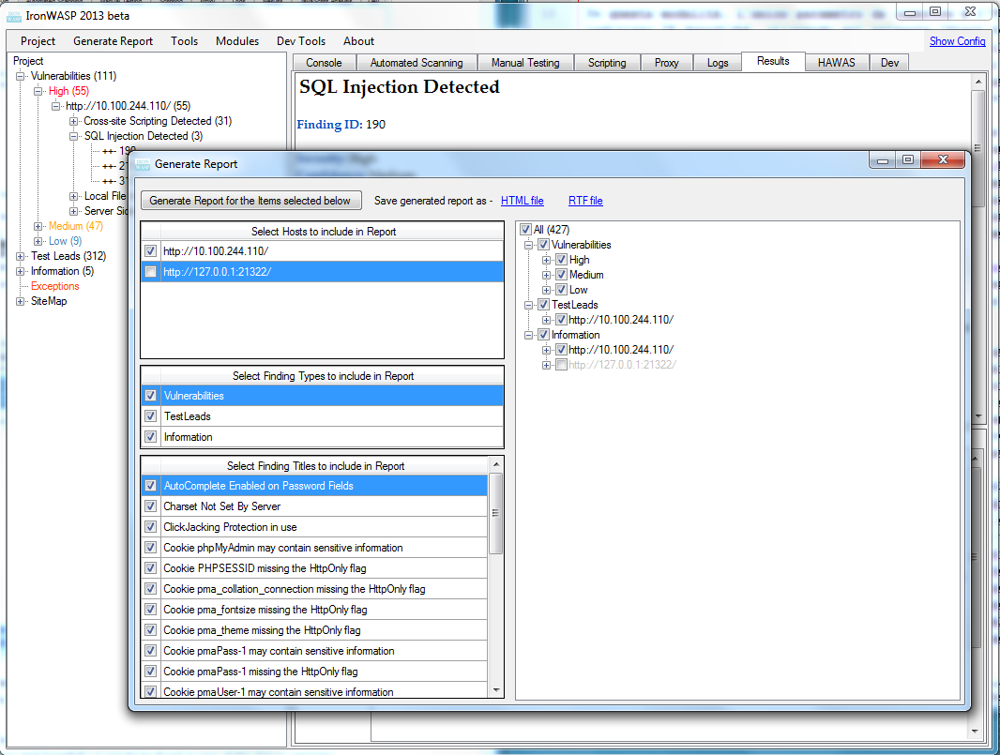 IronWASP 2013 beta
Project Generate Report Tools Modules Dev Tools About
Show Config
Project
Vulnerabilities (111)
High (55)
http://10.100.244.110/ (55)
Cross-site Scripting Detected (31)
SQL Injection Detected (3)
Local File
Server Sid
Medium (47)
Low (9)
Test Leads (312)
Information (5)
Exceptions
SiteMap
Console Automated Scanning Manual Testing Scripting Proxy Logs Results HAWAS Dev
SQL Injection Detected
Finding ID: 190
Generate Report
Generate Report for the Items selected below
Save generated report as - HTML file RTF file
Select Hosts to include in Report
http://10.100.244.110/
http://127.0.0.1:21322/
Select Finding Types to include in Report
Vulnerabilities
TestLeads
Information
Select Finding Titles to include in Report
AutoComplete Enabled on Password Fields
Charset Not Set By Server
ClickJacking Protection in use
Cookie phpMyAdmin may contain sensitive information
Cookie PHPSESSID missing the HttpOnly flag
Cookie pma_collation_connection missing the HttpOnly flag
Cookie pma_fontsize missing the HttpOnly flag
Cookie pma_theme missing the HttpOnly flag
Cookie pmaPass-1 may contain sensitive information
Cookie pmaPass-1 missing the HttpOnly flag
Cookie pmaUser-1 may contain sensitive information
All (427)
Vulnerabilities
High
Medium
Low
TestLeads
http://10.100.244.110/
Information
http://10.100.244.110/
http://127.0.0.1:21322/